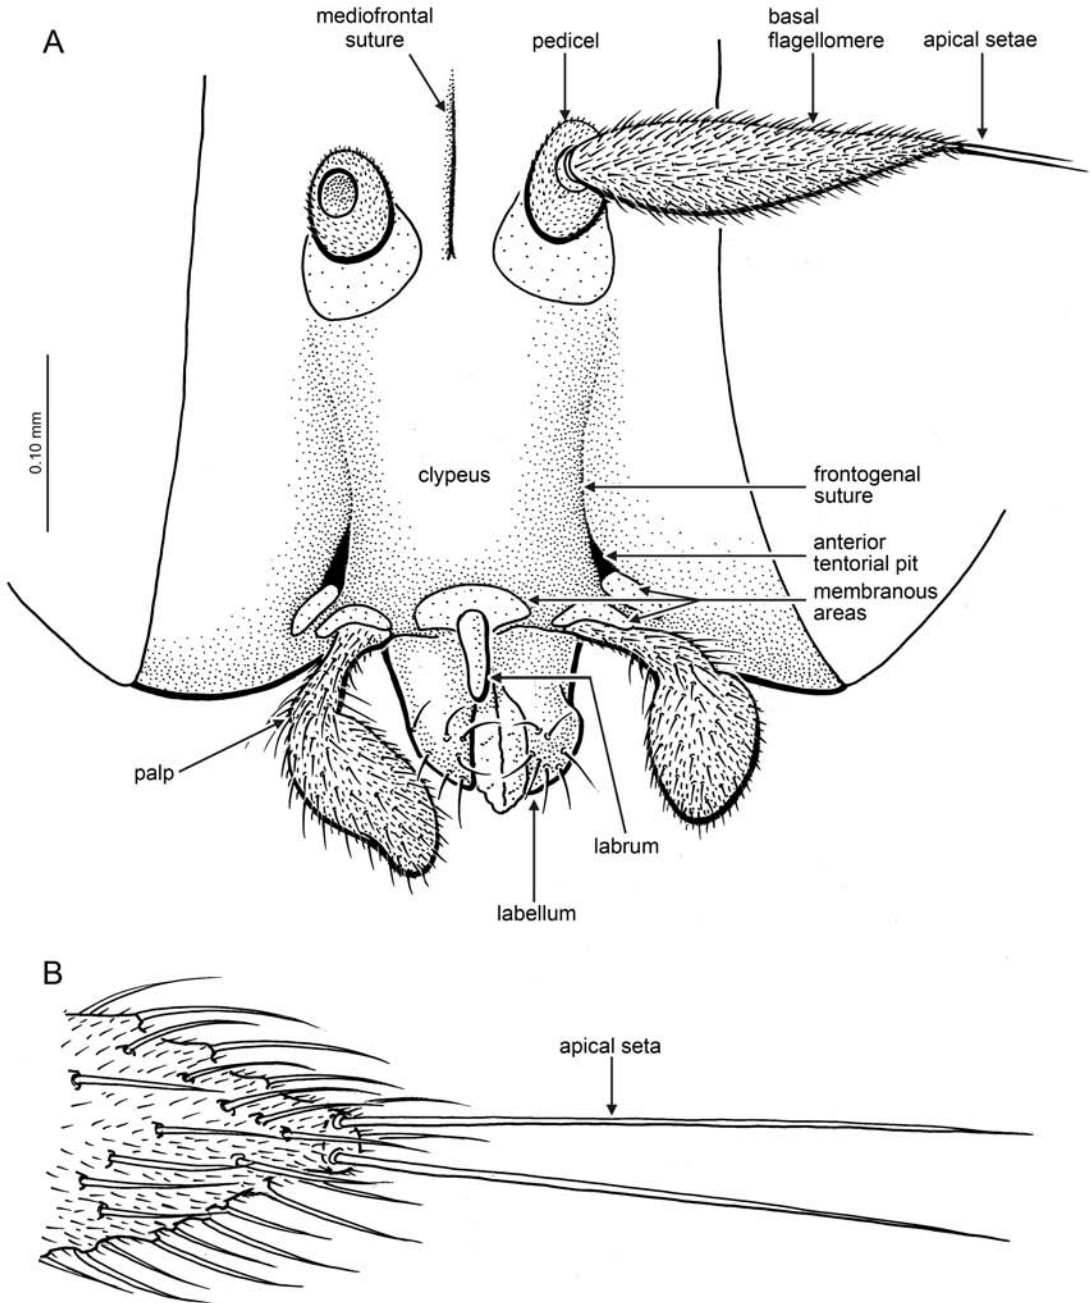 A
mediofrontal
suture
pedicel
basal
flagellomere
apical setae
0.10 mm
clypeus
frontogenal
suture
anterior
tentorial pit
membranous
areas
palp
labrum
labellum
B
apical seta